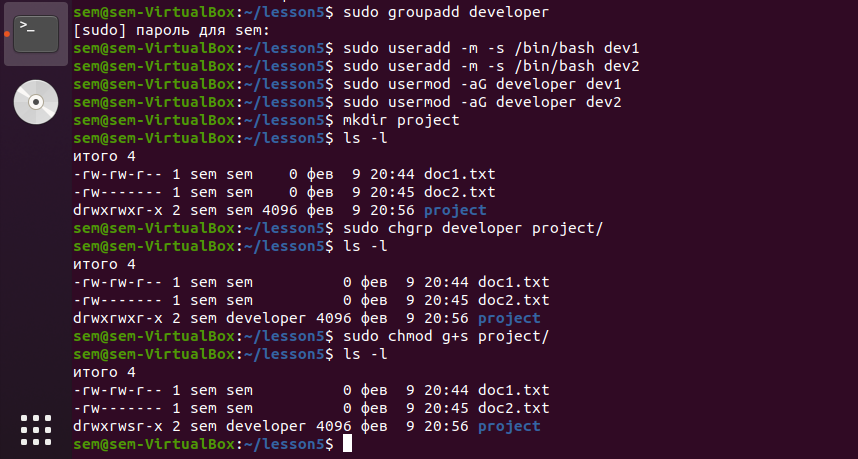 sem@sem-VirtualBox:~/lesson5$ sudo groupadd developer
[sudo] пароль для sem:
sem@sem-VirtualBox:~/lesson5$ sudo useradd -m -s /bin/bash dev1
sem@sem-VirtualBox:~/lesson5$ sudo useradd -m -s /bin/bash dev2
sem@sem-VirtualBox:~/lesson5$ sudo usermod -aG developer dev1
sem@sem-VirtualBox:~/lesson5$ sudo usermod -aG developer dev2
sem@sem-VirtualBox:~/lesson5$ mkdir project
sem@sem-VirtualBox:~/lesson5$ ls -l
итого 4
-rw-rw-r-- 1 sem sem    0 фев  9 20:44 doc1.txt
-rw------- 1 sem sem    0 фев  9 20:45 doc2.txt
drwxrwxr-x 2 sem sem 4096 фев  9 20:56 project
sem@sem-VirtualBox:~/lesson5$ sudo chgrp developer project/
sem@sem-VirtualBox:~/lesson5$ ls -l
итого 4
-rw-rw-r-- 1 sem sem          0 фев  9 20:44 doc1.txt
-rw------- 1 sem sem          0 фев  9 20:45 doc2.txt
drwxrwxr-x 2 sem developer 4096 фев  9 20:56 project
sem@sem-VirtualBox:~/lesson5$ sudo chmod g+s project/
sem@sem-VirtualBox:~/lesson5$ ls -l
итого 4
-rw-rw-r-- 1 sem sem          0 фев  9 20:44 doc1.txt
-rw------- 1 sem sem          0 фев  9 20:45 doc2.txt
drwxrwsr-x 2 sem developer 4096 фев  9 20:56 project
sem@sem-VirtualBox:~/lesson5$